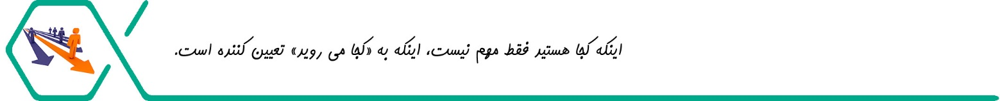 اینکه کجا هستید فقط مهم نیست، اینکه به «کجا می روید» تعیین کننده است.